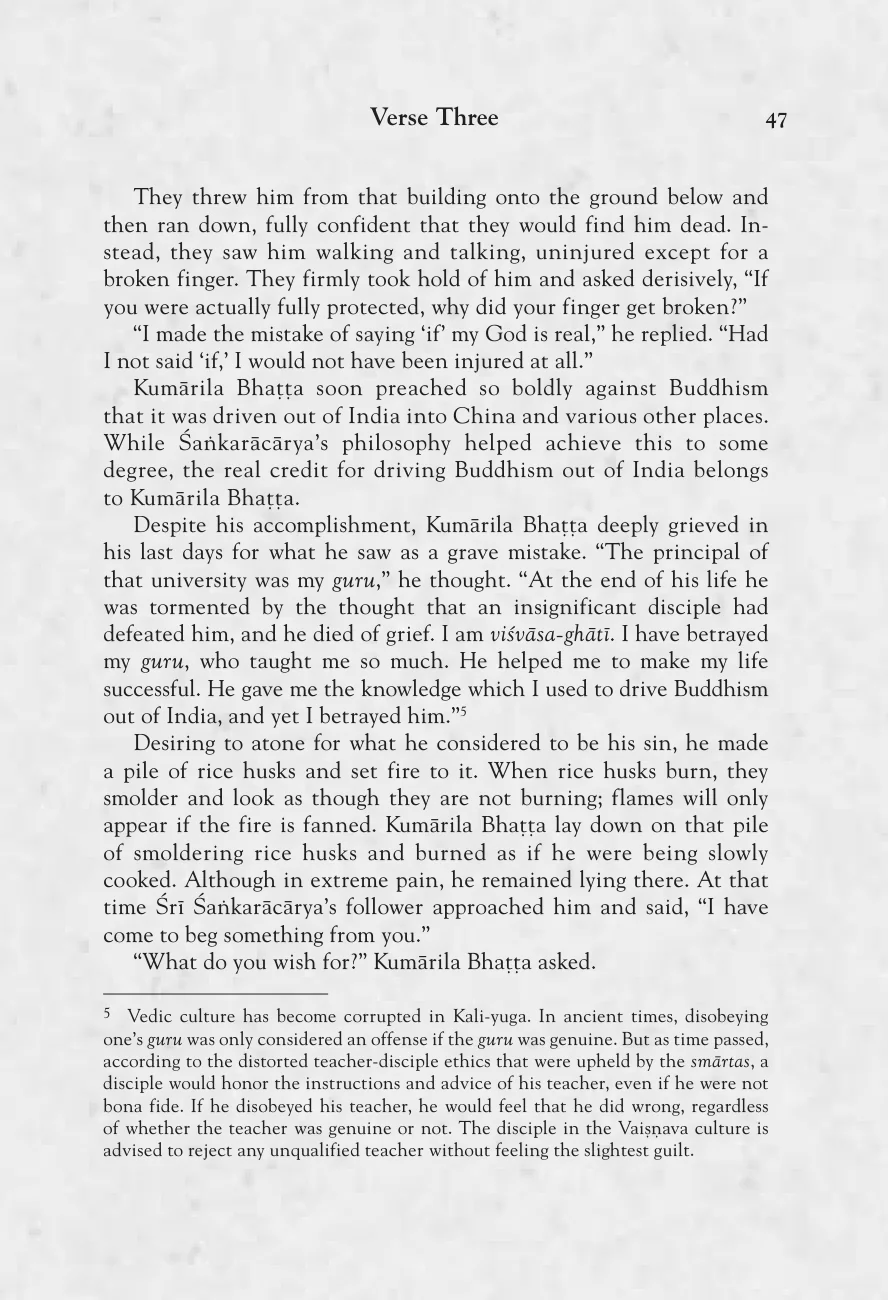 Verse Three 47
They threw him from that building onto the ground below and
then ran down, fully confident that they would find him dead. In-
stead, they saw him walking and talking, uninjured except for a
broken finger. They firmly took hold of him and asked derisively, “If
you were actually fully protected, why did your finger get broken?”
“I made the mistake of saying ‘if’ my God is real,” he replied. “Had
I not said ‘if,’ I would not have been injured at all.”
Kumārila Bhaṭṭa soon preached so boldly against Buddhism
that it was driven out of India into China and various other places.
While Śaṅkarācārya’s philosophy helped achieve this to some
degree, the real credit for driving Buddhism out of India belongs
to Kumārila Bhaṭṭa.
Despite his accomplishment, Kumārila Bhaṭṭa deeply grieved in
his last days for what he saw as a grave mistake. “The principal of
that university was my guru,” he thought. “At the end of his life he
was tormented by the thought that an insignificant disciple had
defeated him, and he died of grief. I am viśvāsa-ghātī. I have betrayed
my guru, who taught me so much. He helped me to make my life
successful. He gave me the knowledge which I used to drive Buddhism
out of India, and yet I betrayed him.”5
Desiring to atone for what he considered to be his sin, he made
a pile of rice husks and set fire to it. When rice husks burn, they
smolder and look as though they are not burning; flames will only
appear if the fire is fanned. Kumārila Bhaṭṭa lay down on that pile
of smoldering rice husks and burned as if he were being slowly
cooked. Although in extreme pain, he remained lying there. At that
time Śrī Śaṅkarācārya’s follower approached him and said, “I have
come to beg something from you.”
“What do you wish for?” Kumārila Bhaṭṭa asked.
5 Vedic culture has become corrupted in Kali-yuga. In ancient times, disobeying
one’s guru was only considered an offense if the guru was genuine. But as time passed,
according to the distorted teacher-disciple ethics that were upheld by the smārtas, a
disciple would honor the instructions and advice of his teacher, even if he were not
bona fide. If he disobeyed his teacher, he would feel that he did wrong, regardless
of whether the teacher was genuine or not. The disciple in the Vaiṣṇava culture is
advised to reject any unqualified teacher without feeling the slightest guilt.